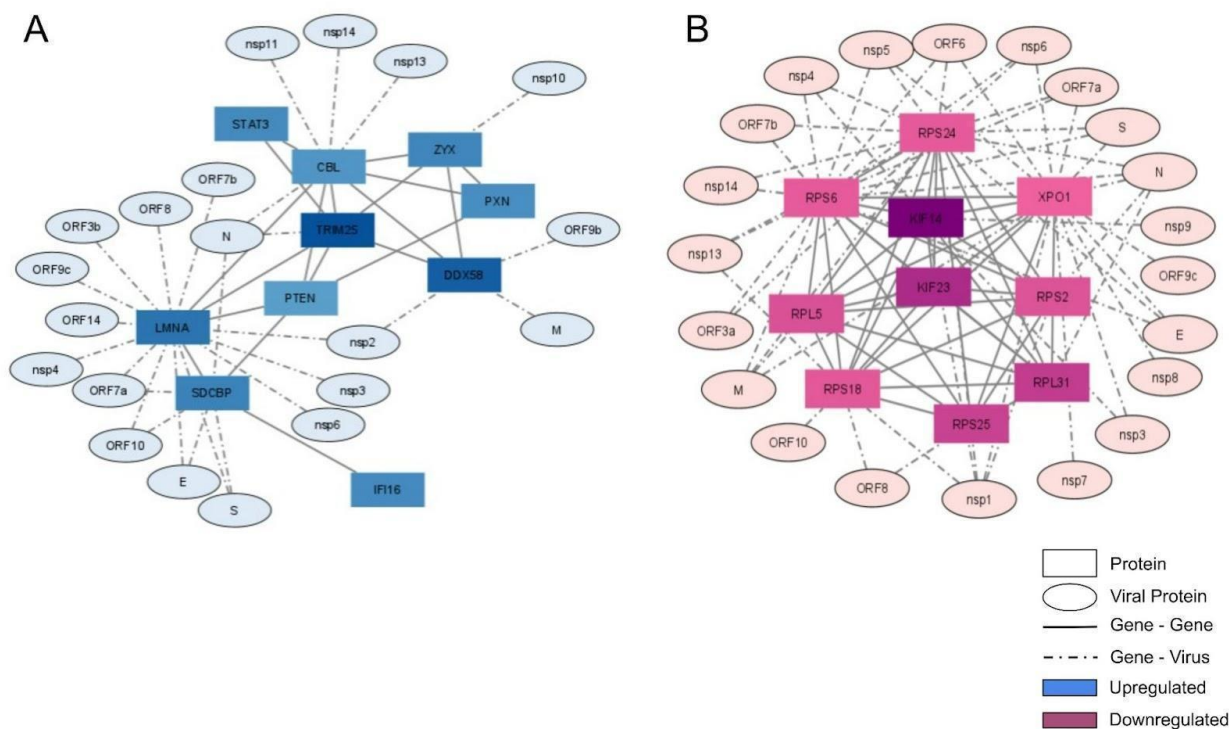 A
nsp11
nsp14
nsp13
nsp10
STAT3
CBL
ZYX
PXN
ORF7b
ORF8
N
TRIM25
ORF9b
ORF3b
ORF9c
DDX58
PTEN
ORF14
LMNA
nsp2
M
nsp4
ORF7a
SDCBP
nsp3
nsp6
ORF10
E
S
IFI16
B
nsp5
ORF6
nsp6
nsp4
ORF7a
ORF7b
RPS24
S
N
nsp14
RPS6
KIF14
XPO1
nsp9
nsp13
ORF9c
KIF23
RPS2
RPL5
ORF3a
E
nsp8
M
RPS18
RPL31
RPS25
nsp3
ORF10
ORF8
nsp1
nsp7
Protein
Viral Protein
Gene - Gene
Gene - Virus
Upregulated
Downregulated